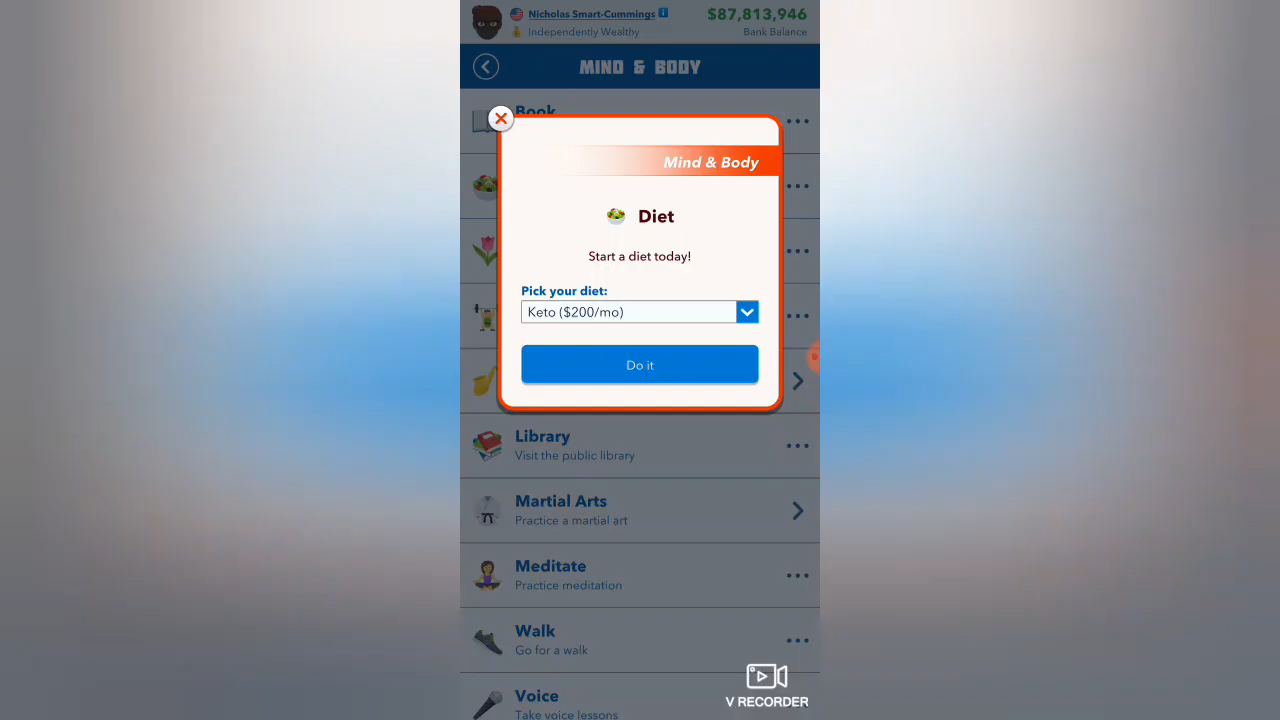 Nicholas Smart-Cummings
$87,813,946
Independently Wealthy
Bank Balance
MIND & BODY
Book
Mind & Body
Diet
Start a diet today!
Pick your diet:
Keto ($200/mo)
Do it
Library
Visit the public library
Martial Arts
Practice a martial art
Meditate
Practice meditation
Walk
Go for a walk
Voice
Take voice lessons
V RECORDER